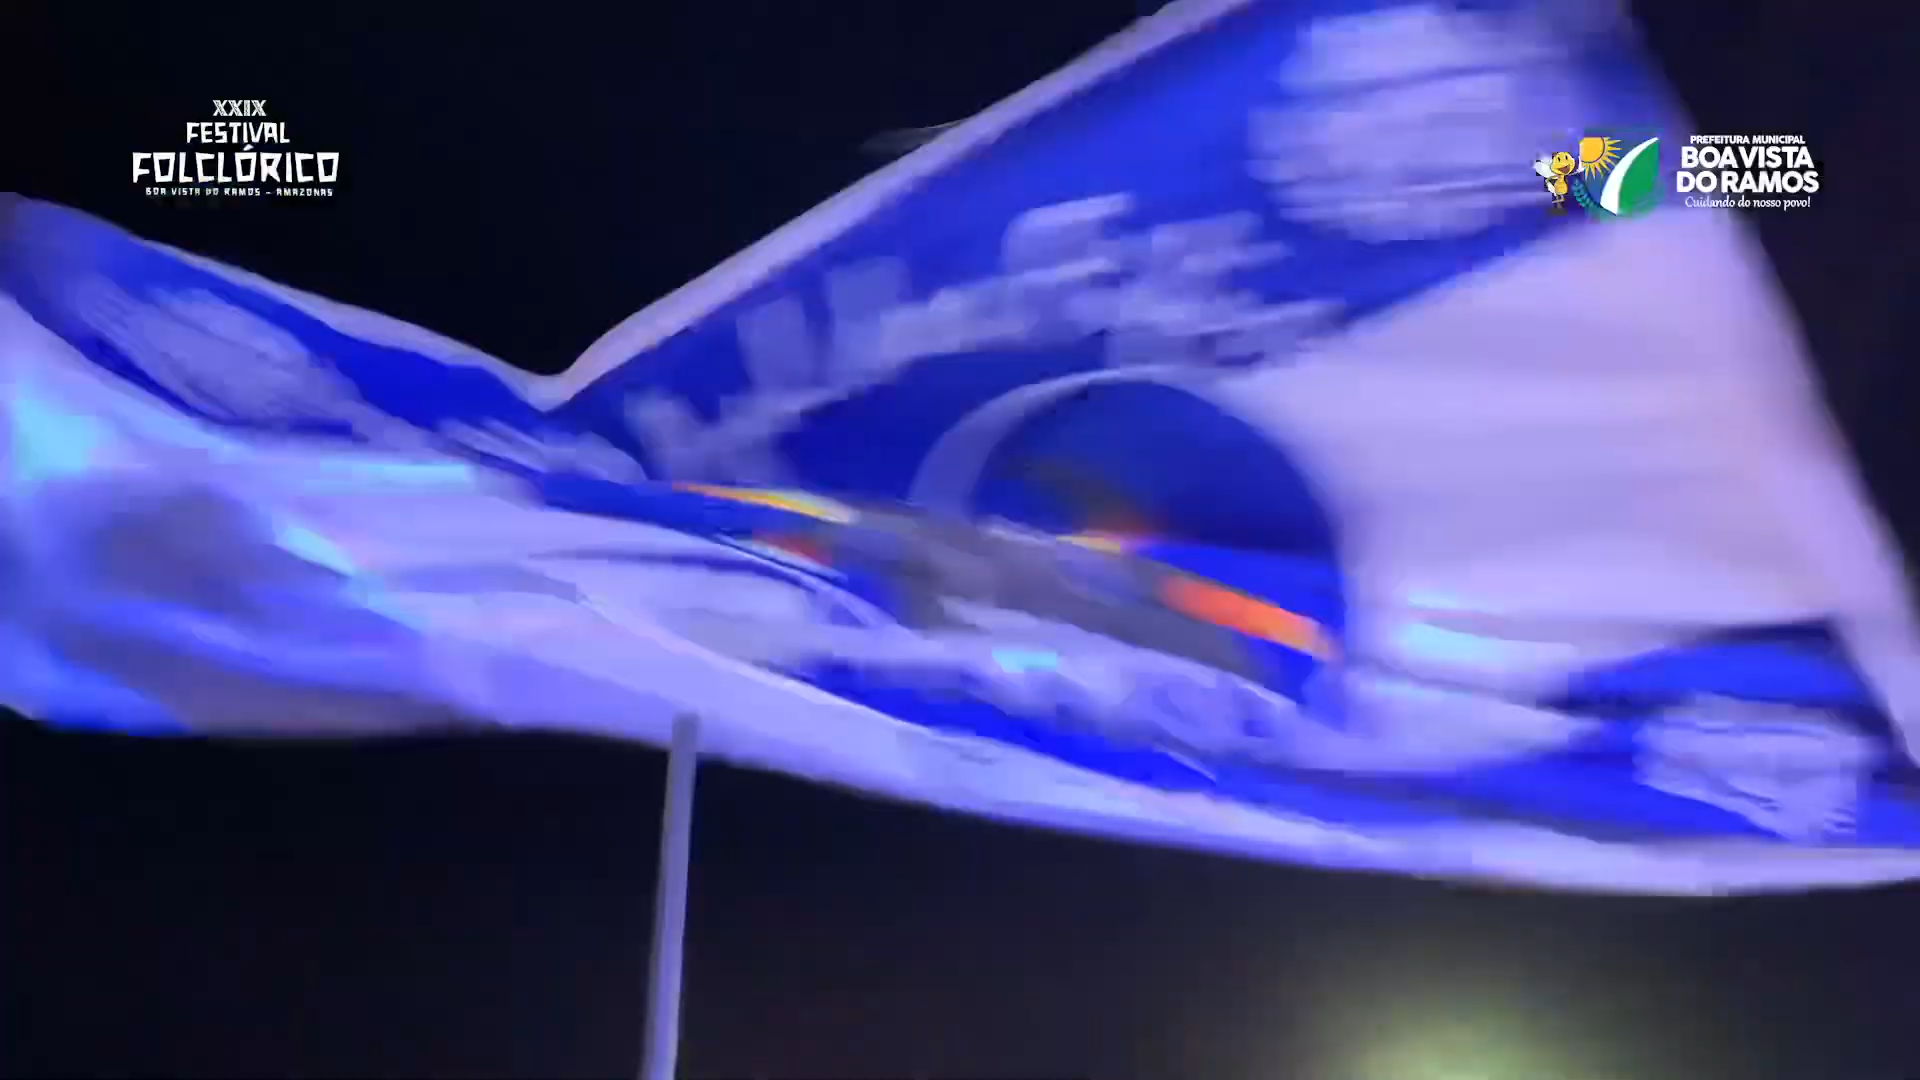 XXIX
FESTIVAL
FOLCLÓRICO
BOA VISTA DO RAMOS - AMAZONAS
PREFEITURA MUNICIPAL
BOA VISTA
DO RAMOS
Cuidando do nosso povo!